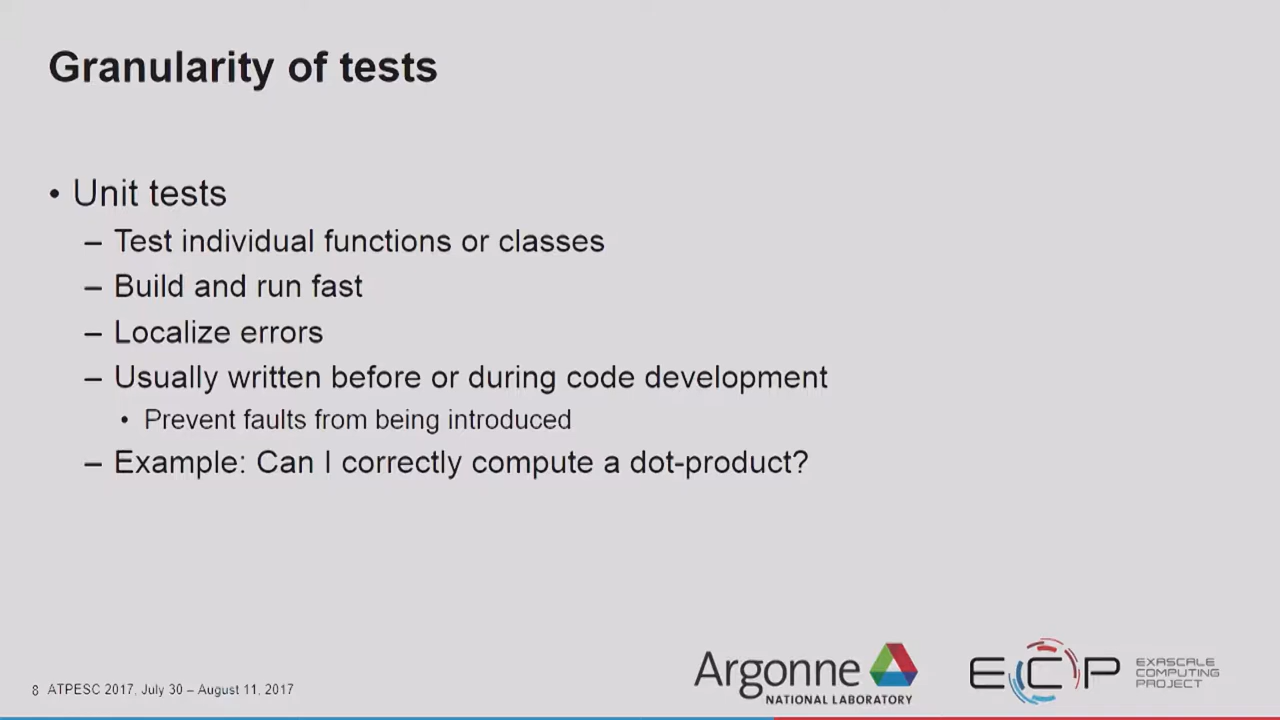 Granularity of tests
• Unit tests
– Test individual functions or classes
– Build and run fast
– Localize errors
– Usually written before or during code development
• Prevent faults from being introduced
– Example: Can I correctly compute a dot-product?
8 ATPESC 2017, July 30 – August 11, 2017
Argonne
NATIONAL LABORATORY
ECP
EXASCALE
COMPUTING
PROJECT